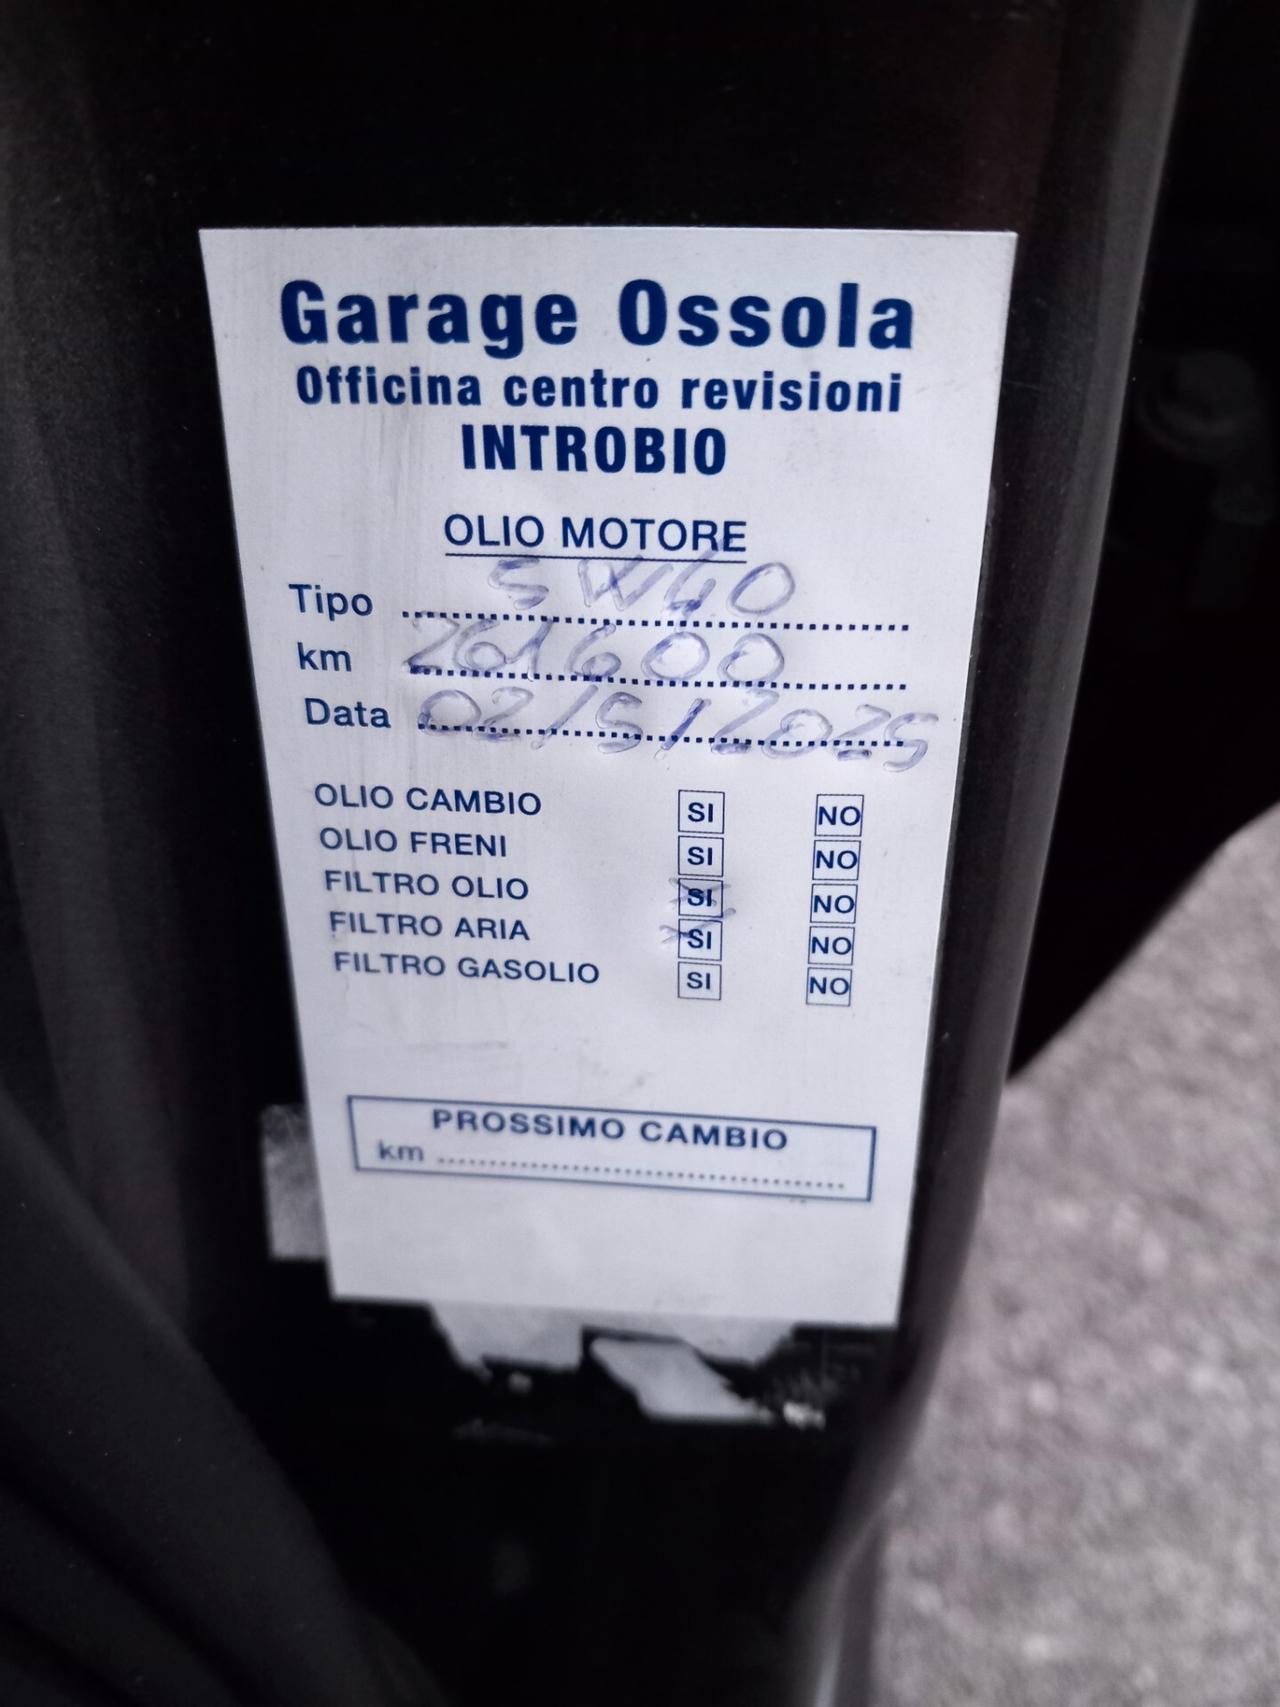 Garage Ossola
Officina centro revisioni
INTROBIO
OLIO MOTORE
Tipo 5W40
km 261600
Data 02/5/2025
OLIO CAMBIO SI NO
OLIO FRENI SI NO
FILTRO OLIO SI NO
FILTRO ARIA SI NO
FILTRO GASOLIO SI NO
PROSSIMO CAMBIO
km